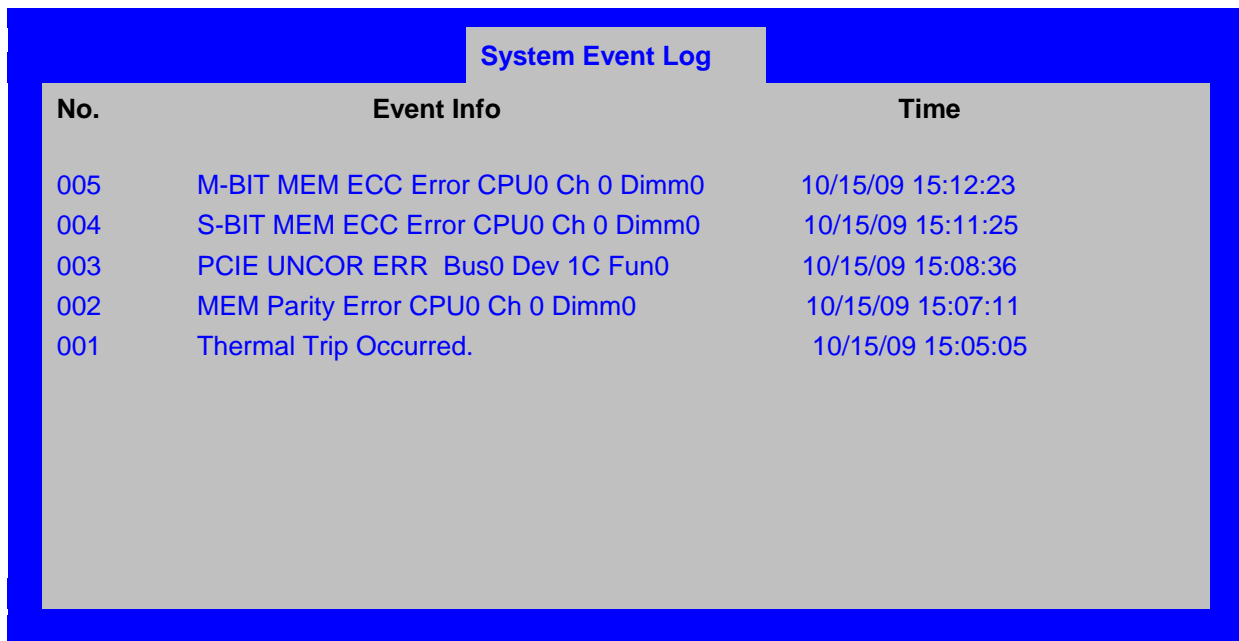 System Event Log
No. Event Info Time
005 M-BIT MEM ECC Error CPU0 Ch 0 Dimm0 10/15/09 15:12:23
004 S-BIT MEM ECC Error CPU0 Ch 0 Dimm0 10/15/09 15:11:25
003 PCIE UNCOR ERR Bus0 Dev 1C Fun0 10/15/09 15:08:36
002 MEM Parity Error CPU0 Ch 0 Dimm0 10/15/09 15:07:11
001 Thermal Trip Occurred. 10/15/09 15:05:05